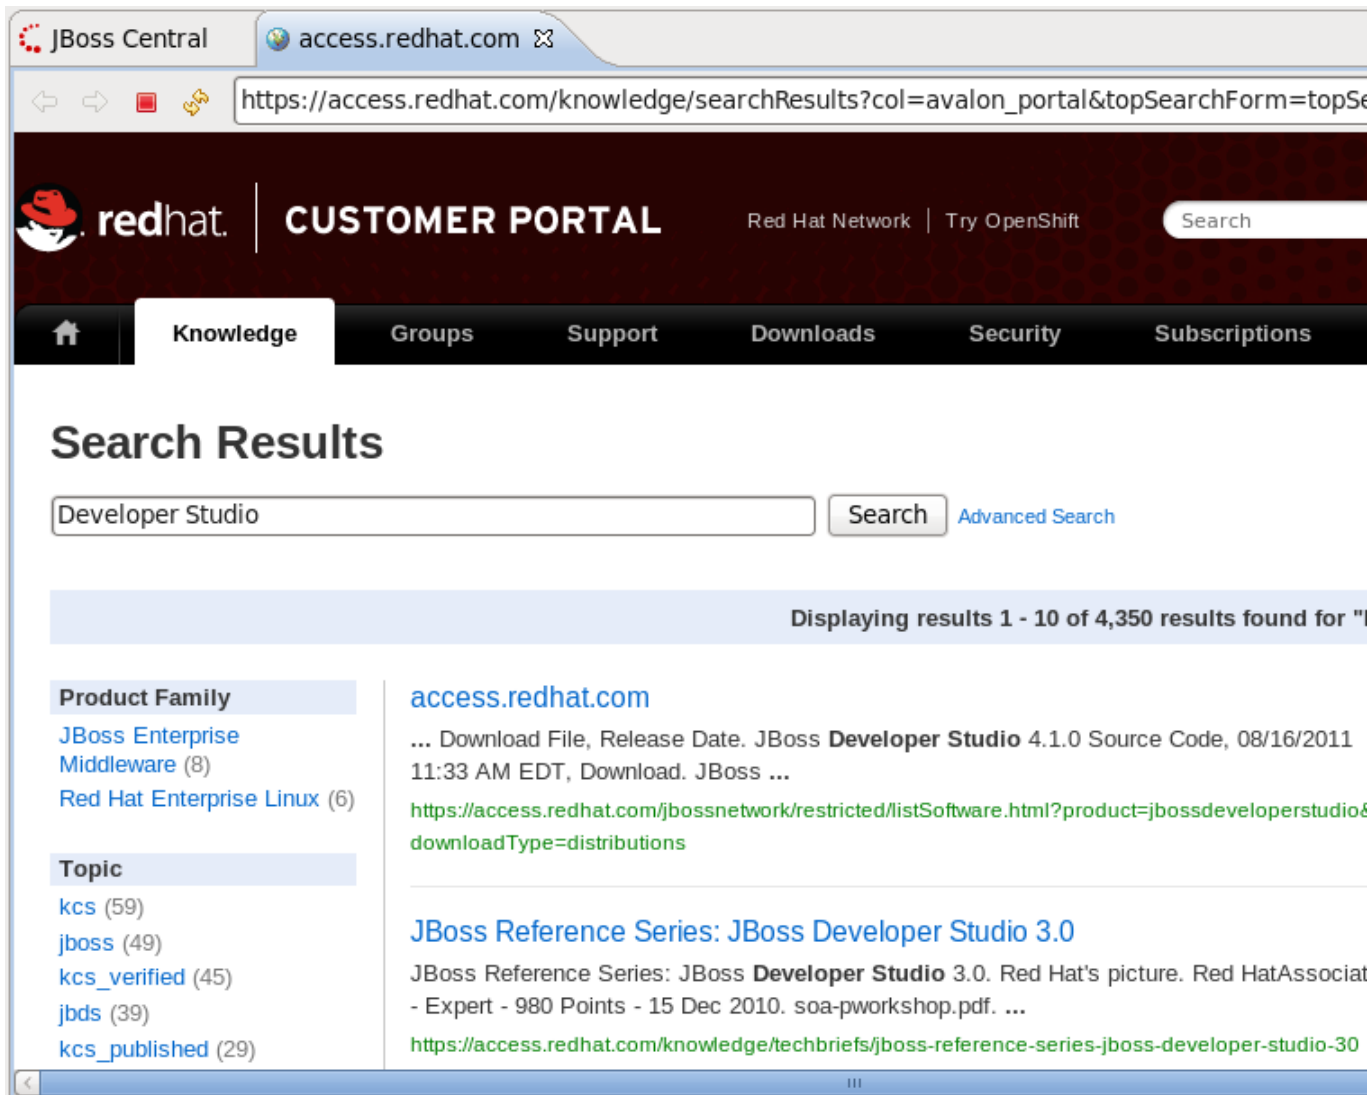 JBoss Central
access.redhat.com
https://access.redhat.com/knowledge/searchResults?col=avalon_portal&topSearchForm=topSe
redhat.
CUSTOMER PORTAL
Red Hat Network | Try OpenShift
Search
Knowledge
Groups
Support
Downloads
Security
Subscriptions
Search Results
Developer Studio
Search
Advanced Search
Displaying results 1 - 10 of 4,350 results found for "
Product Family
JBoss Enterprise
Middleware (8)
Red Hat Enterprise Linux (6)
Topic
kcs (59)
jboss (49)
kcs_verified (45)
jbds (39)
kcs_published (29)
access.redhat.com
... Download File, Release Date. JBoss Developer Studio 4.1.0 Source Code, 08/16/2011
11:33 AM EDT, Download. JBoss ...
https://access.redhat.com/jbossnetwork/restricted/listSoftware.html?product=jbossdeveloperstudio&
downloadType=distributions
JBoss Reference Series: JBoss Developer Studio 3.0
JBoss Reference Series: JBoss Developer Studio 3.0. Red Hat's picture. Red HatAssociat
- Expert - 980 Points - 15 Dec 2010. soa-pworkshop.pdf. ...
https://access.redhat.com/knowledge/techbriefs/jboss-reference-series-jboss-developer-studio-30